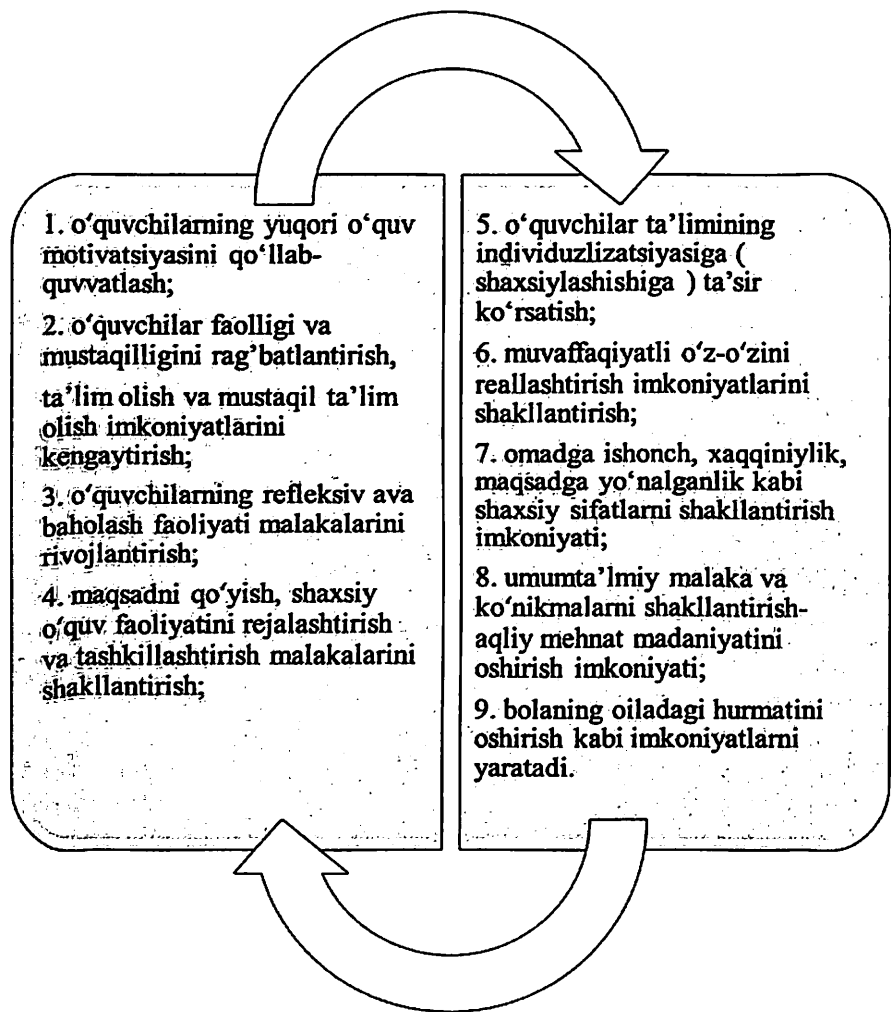 1. o‘quvchilarning yuqori o‘quv
motivatsiyasini qo‘llab-
quvvatlash;
2. o‘quvchilar faolligi va
mustaqilligini rag’batlantirish,
ta’lim olish va mustaqil ta’lim
olish imkoniyatlarini
kengaytirish;
3. o‘quvchilarning refleksiv ava
baholash faoliyati malakalarini
rivojlantirish;
4. maqsadni qo‘yish, shaxsiy
o‘quv faoliyatini rejalashtirish
va tashkillashtirish malakalarini
shakllantirish;
5. o‘quvchilar ta’limining
individuzlizatsiyasiga (
shaxsiylashishiga ) ta’sir
ko‘rsatish;
6. muvaffaqiyatli o‘z-o‘zini
reallashtirish imkoniyatlarini
shakllantirish;
7. omadga ishonch, xaqqiniylik,
maqsadga yo‘nalganlik kabi
shaxsiy sifatlarni shakllantirish
imkoniyati;
8. umumta’lmiy malaka va
ko‘nikmalarni shakllantirish-
aqliy mehnat madaniyatini
oshirish imkoniyati;
9. bolaning oiladagi hurmatini
oshirish kabi imkoniyatlarni
yaratadi.